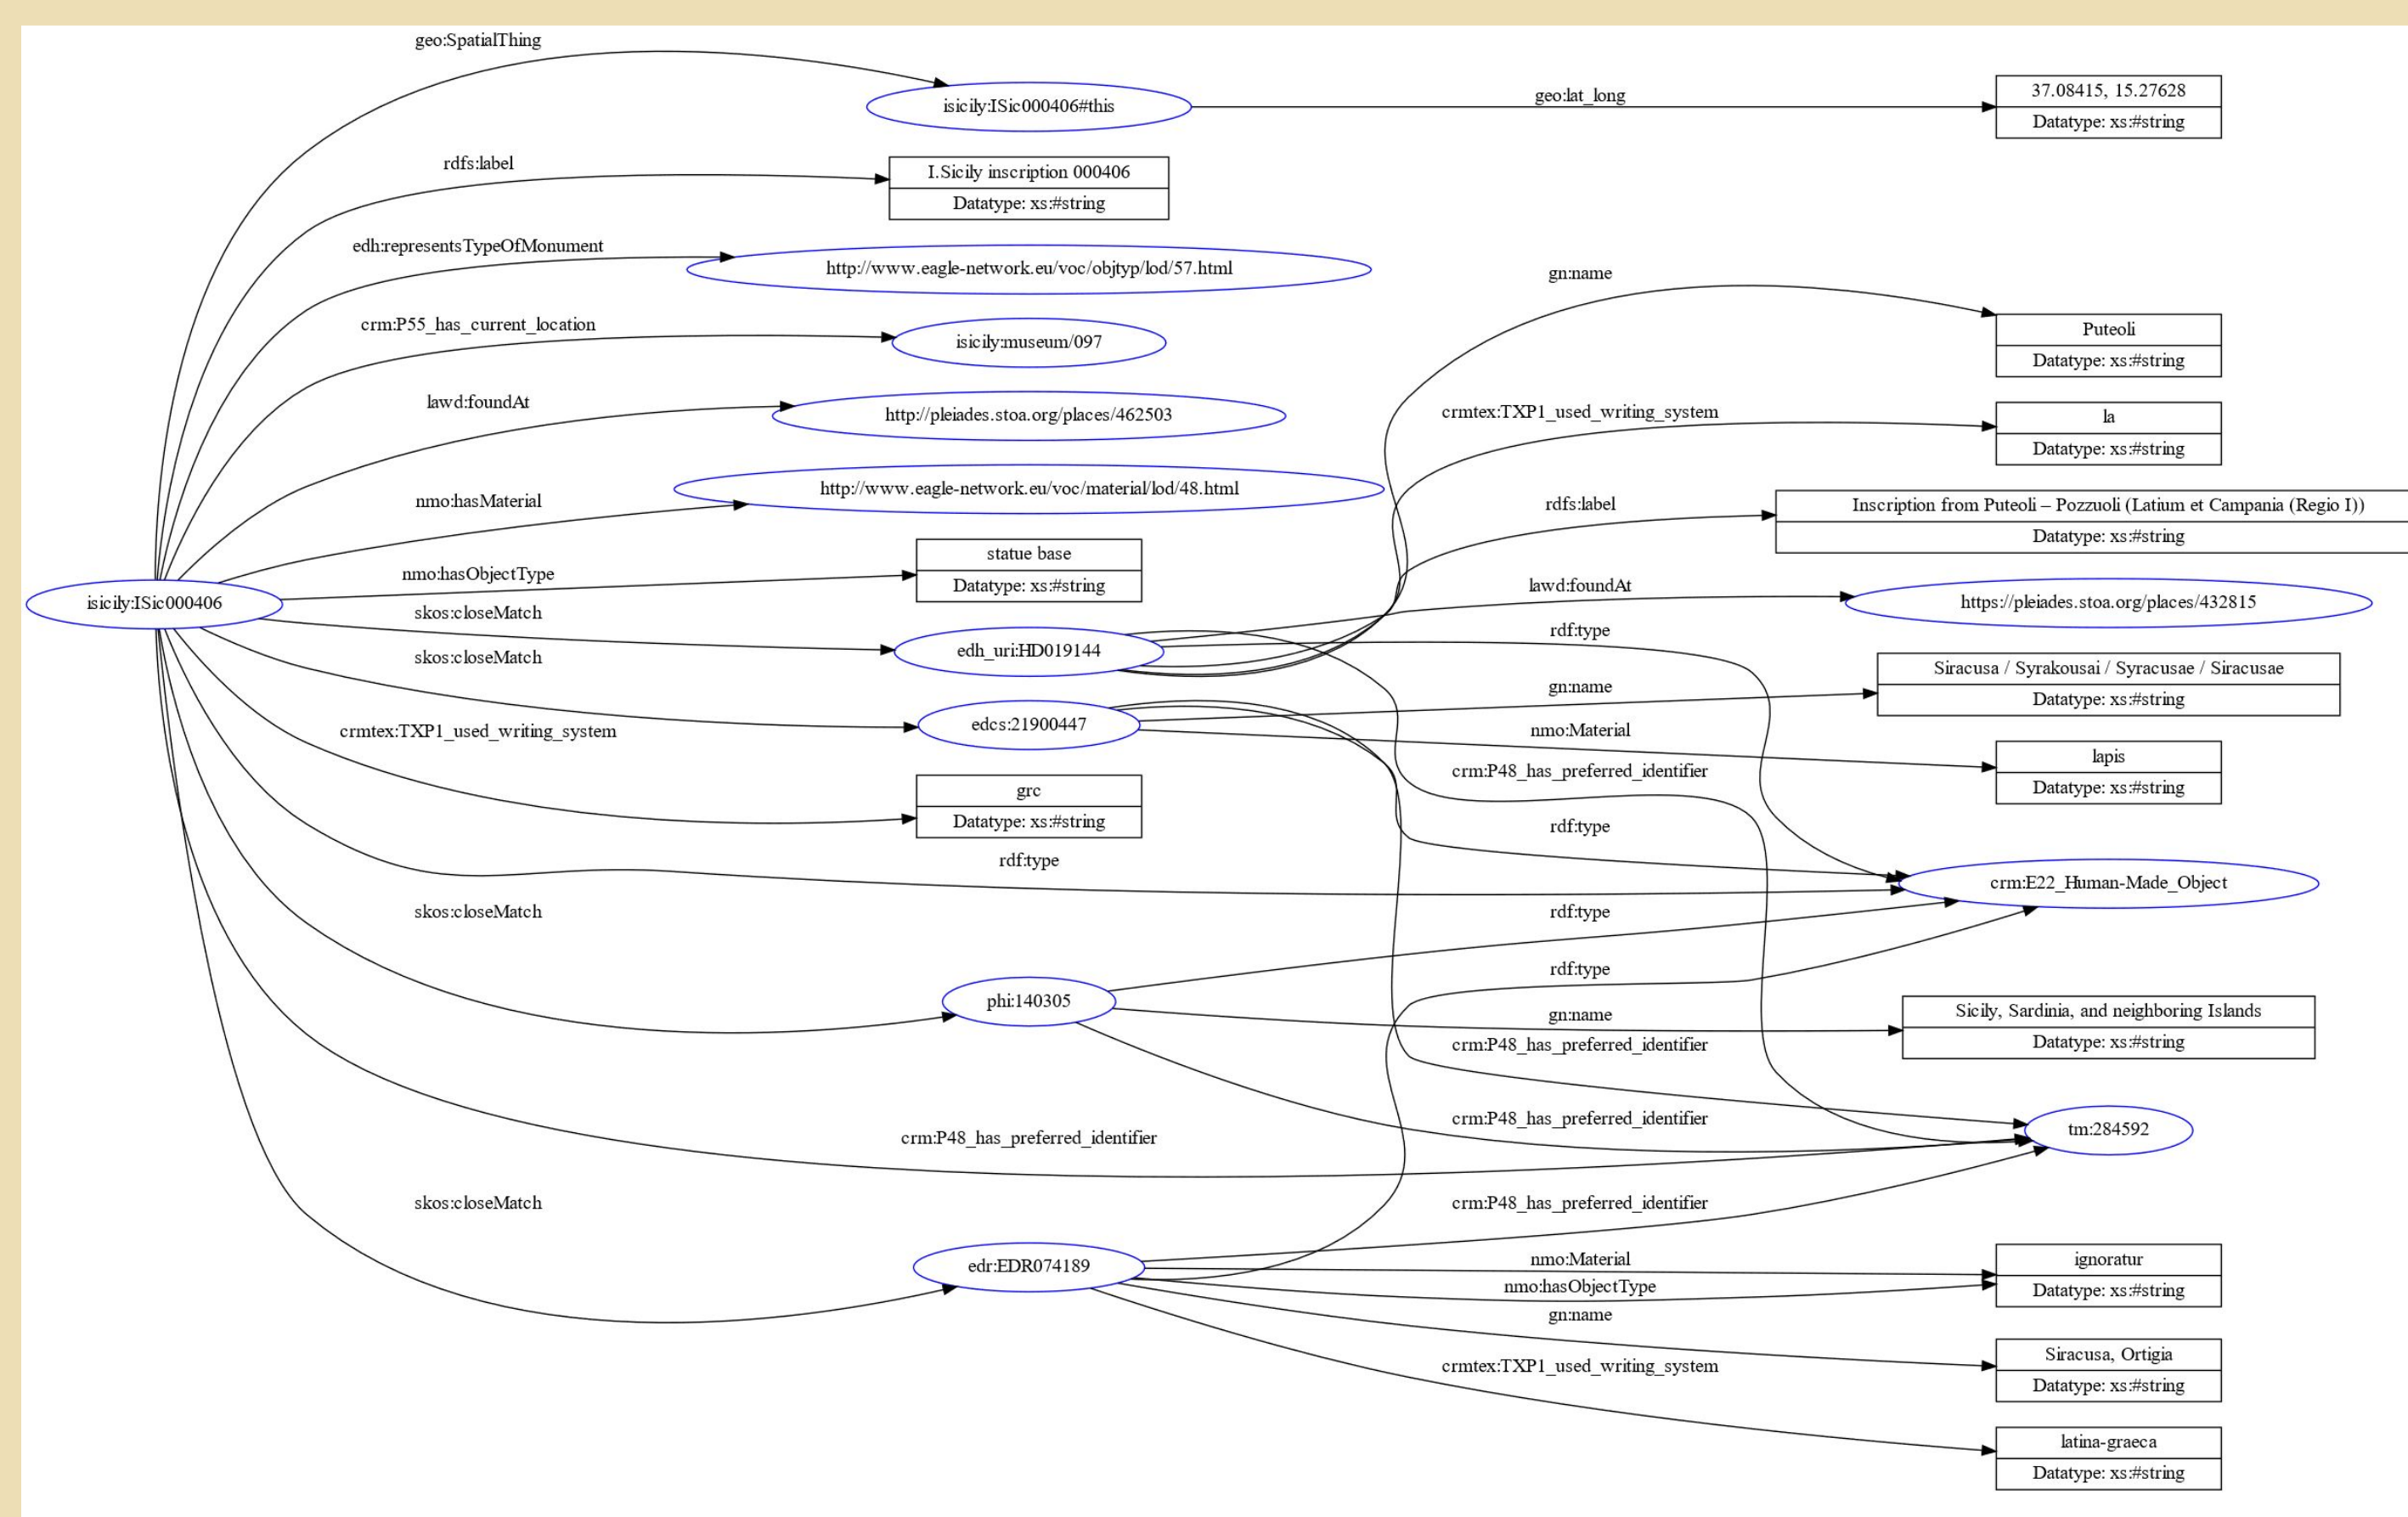 geo:SpatialThing
isicily:ISic000406#this
geo:lat_long
37.08415, 15.27628
Datatype: xs:#string
rdfs:label
I.Sicily inscription 000406
Datatype: xs:#string
edh:representsTypeOfMonument
http://www.eagle-network.eu/voc/objtyp/lod/57.html
gn:name
Puteoli
Datatype: xs:#string
crm:P55_has_current_location
isicily:museum/097
lawd:foundAt
http://pleiades.stoa.org/places/462503
crmtex:TXP1_used_writing_system
la
Datatype: xs:#string
nmo:hasMaterial
http://www.eagle-network.eu/voc/material/lod/48.html
rdfs:label
Inscription from Puteoli – Pozzuoli (Latium et Campania (Regio I))
Datatype: xs:#string
nmo:hasObjectType
statue base
Datatype: xs:#string
isicily:ISic000406
skos:closeMatch
edh_uri:HD019144
lawd:foundAt
https://pleiades.stoa.org/places/432815
rdf:type
skos:closeMatch
edcs:21900447
gn:name
Siracusa / Syrakousai / Syracusae / Siracusae
Datatype: xs:#string
nmo:Material
lapis
Datatype: xs:#string
crmtex:TXP1_used_writing_system
grc
Datatype: xs:#string
crm:P48_has_preferred_identifier
rdf:type
rdf:type
crm:E22_Human-Made_Object
skos:closeMatch
rdf:type
rdf:type
phi:140305
gn:name
Sicily, Sardinia, and neighboring Islands
Datatype: xs:#string
crm:P48_has_preferred_identifier
crm:P48_has_preferred_identifier
tm:284592
crm:P48_has_preferred_identifier
skos:closeMatch
crm:P48_has_preferred_identifier
edr:EDR074189
nmo:Material
ignoratur
Datatype: xs:#string
nmo:hasObjectType
gn:name
Siracusa, Ortigia
Datatype: xs:#string
crmtex:TXP1_used_writing_system
latina-graeca
Datatype: xs:#string